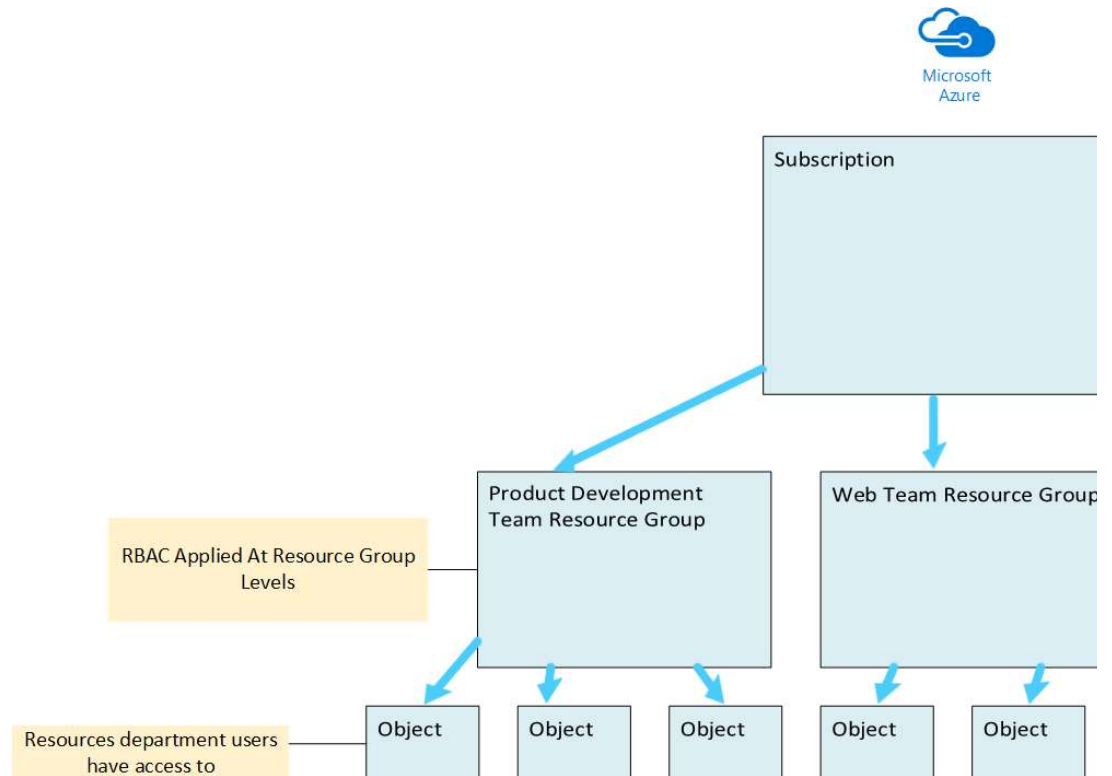 Microsoft
Azure
Subscription
Product Development
Team Resource Group
Web Team Resource Group
RBAC Applied At Resource Group
Levels
Object
Object
Object
Object
Object
Resources department users
have access to